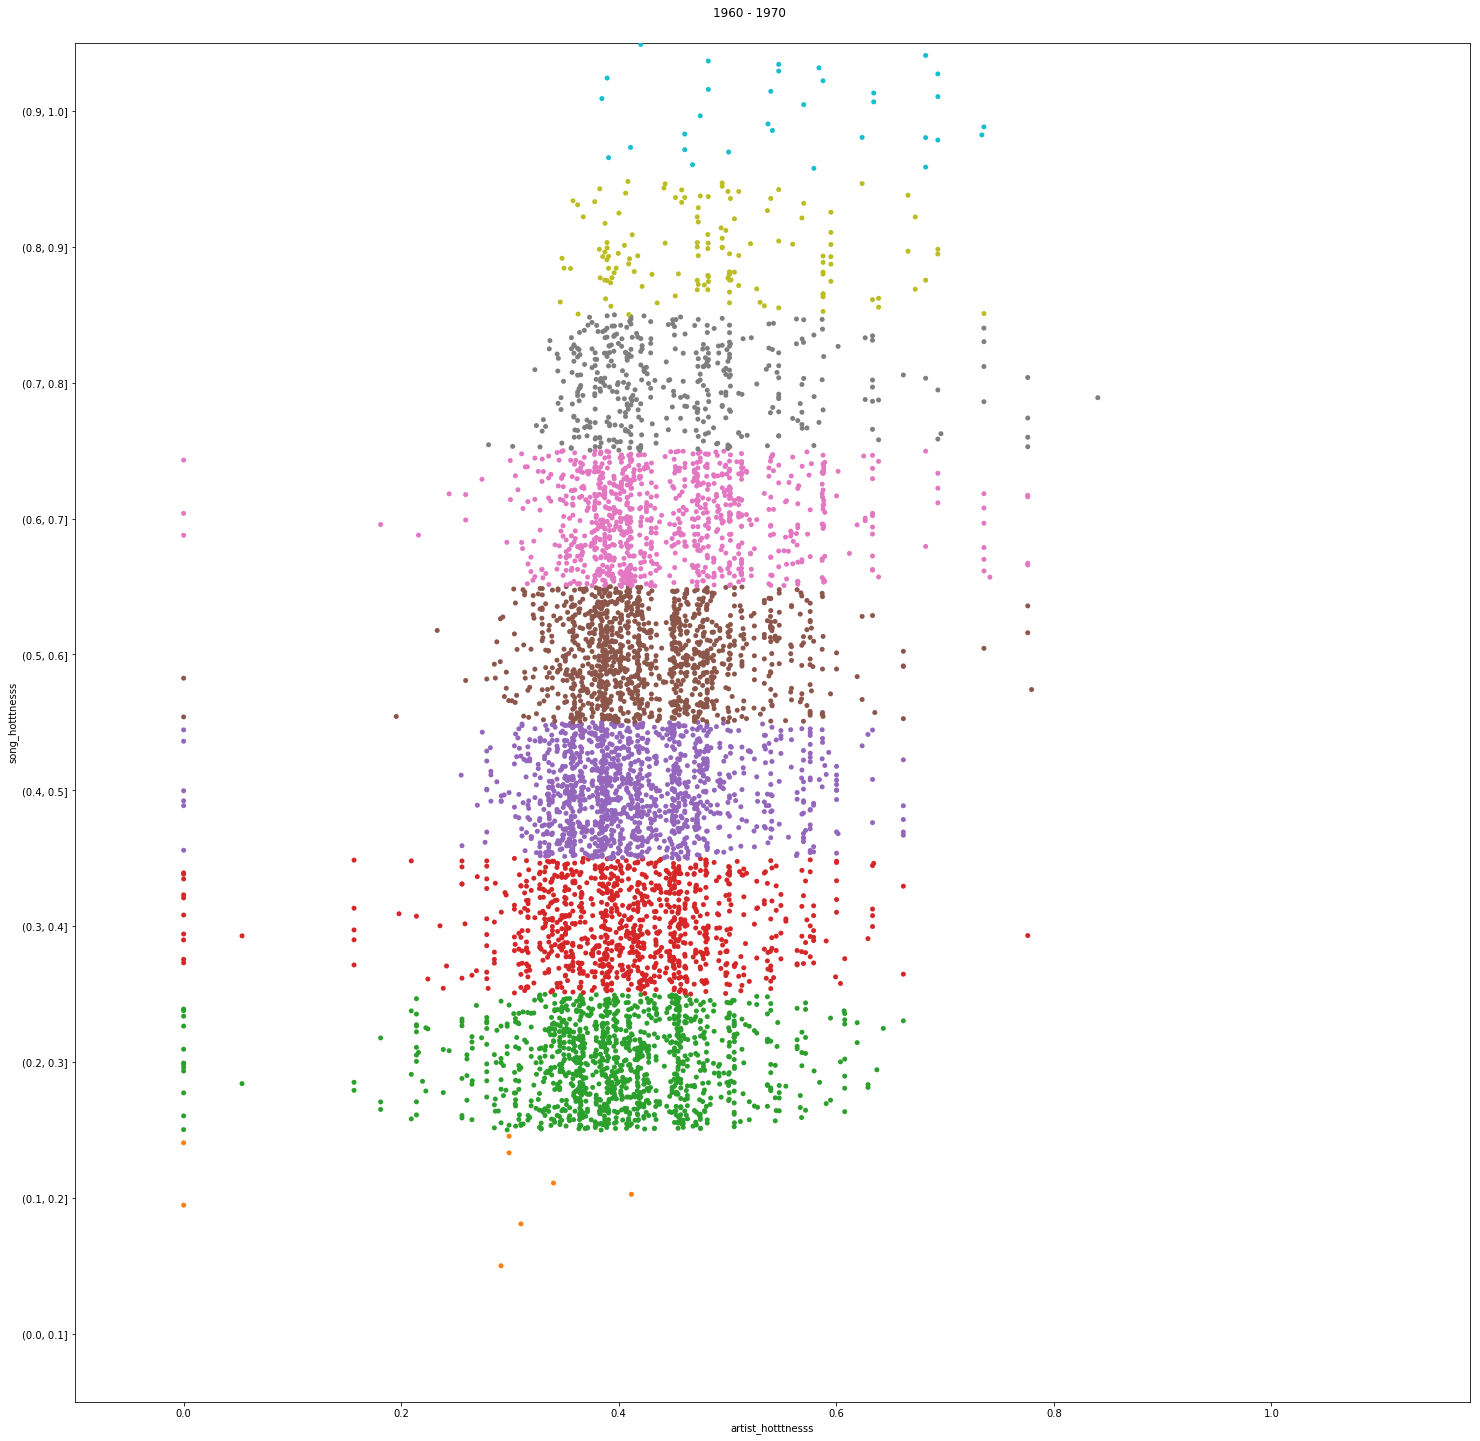 1960 - 1970
(0.9, 1.0]
(0.8, 0.9]
(0.7, 0.8]
(0.6, 0.7]
(0.5, 0.6]
(0.4, 0.5]
(0.3, 0.4]
(0.2, 0.3]
(0.1, 0.2]
(0.0, 0.1]
song_hotttnesss
0.0 0.2 0.4 0.6 0.8 1.0
artist_hotttnesss